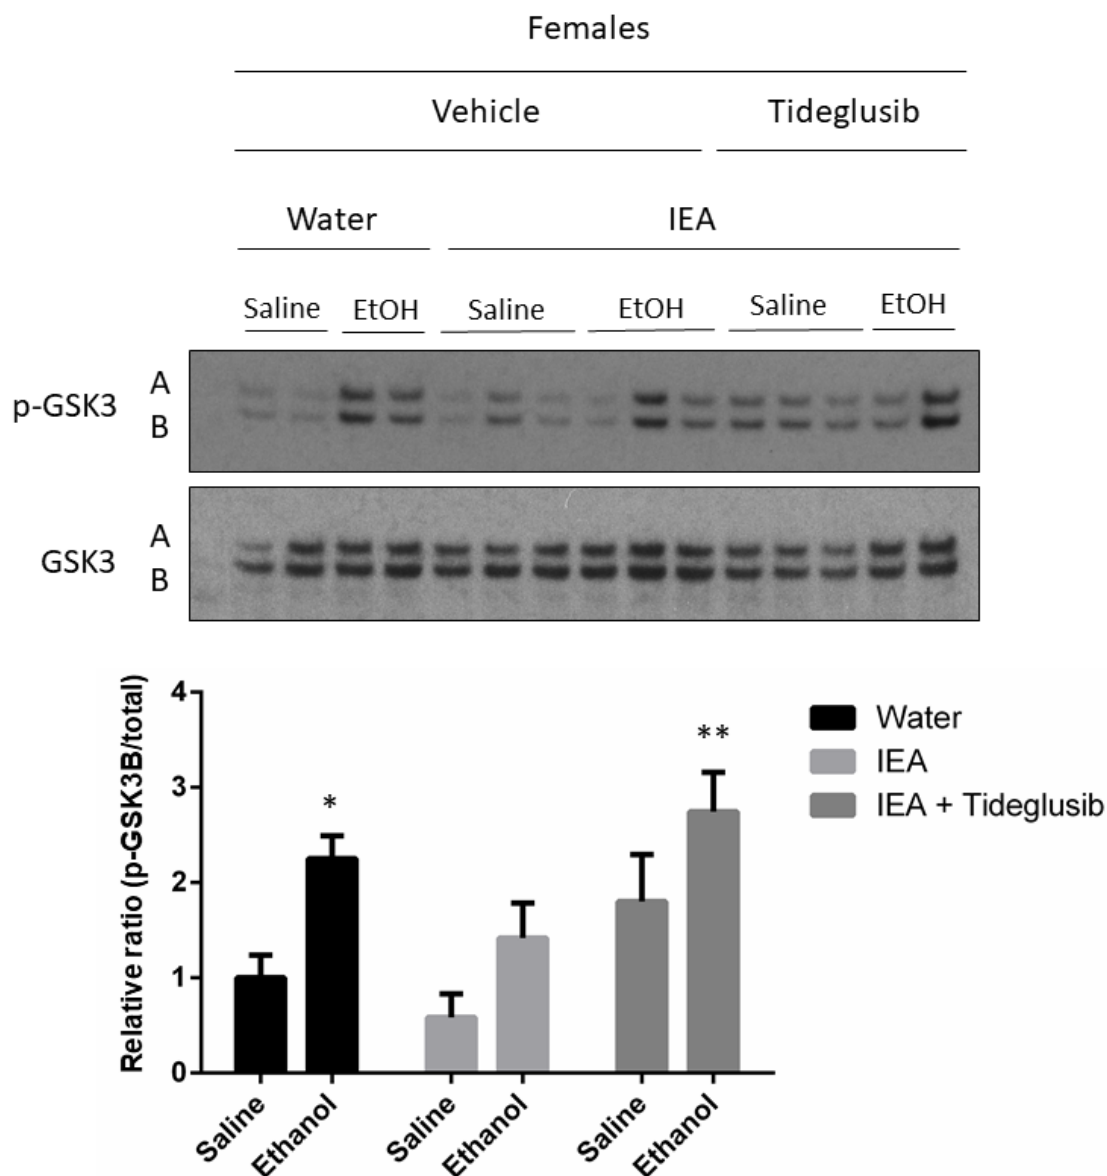 Females
Vehicle Tideglusib
Water IEA
Saline EtOH Saline EtOH Saline EtOH
p-GSK3 A
B
GSK3 A
B
Relative ratio (p-GSK3B/total)
4
3
2
1
0
* **
Saline Ethanol Saline Ethanol Saline Ethanol
Water
IEA
IEA + Tideglusib